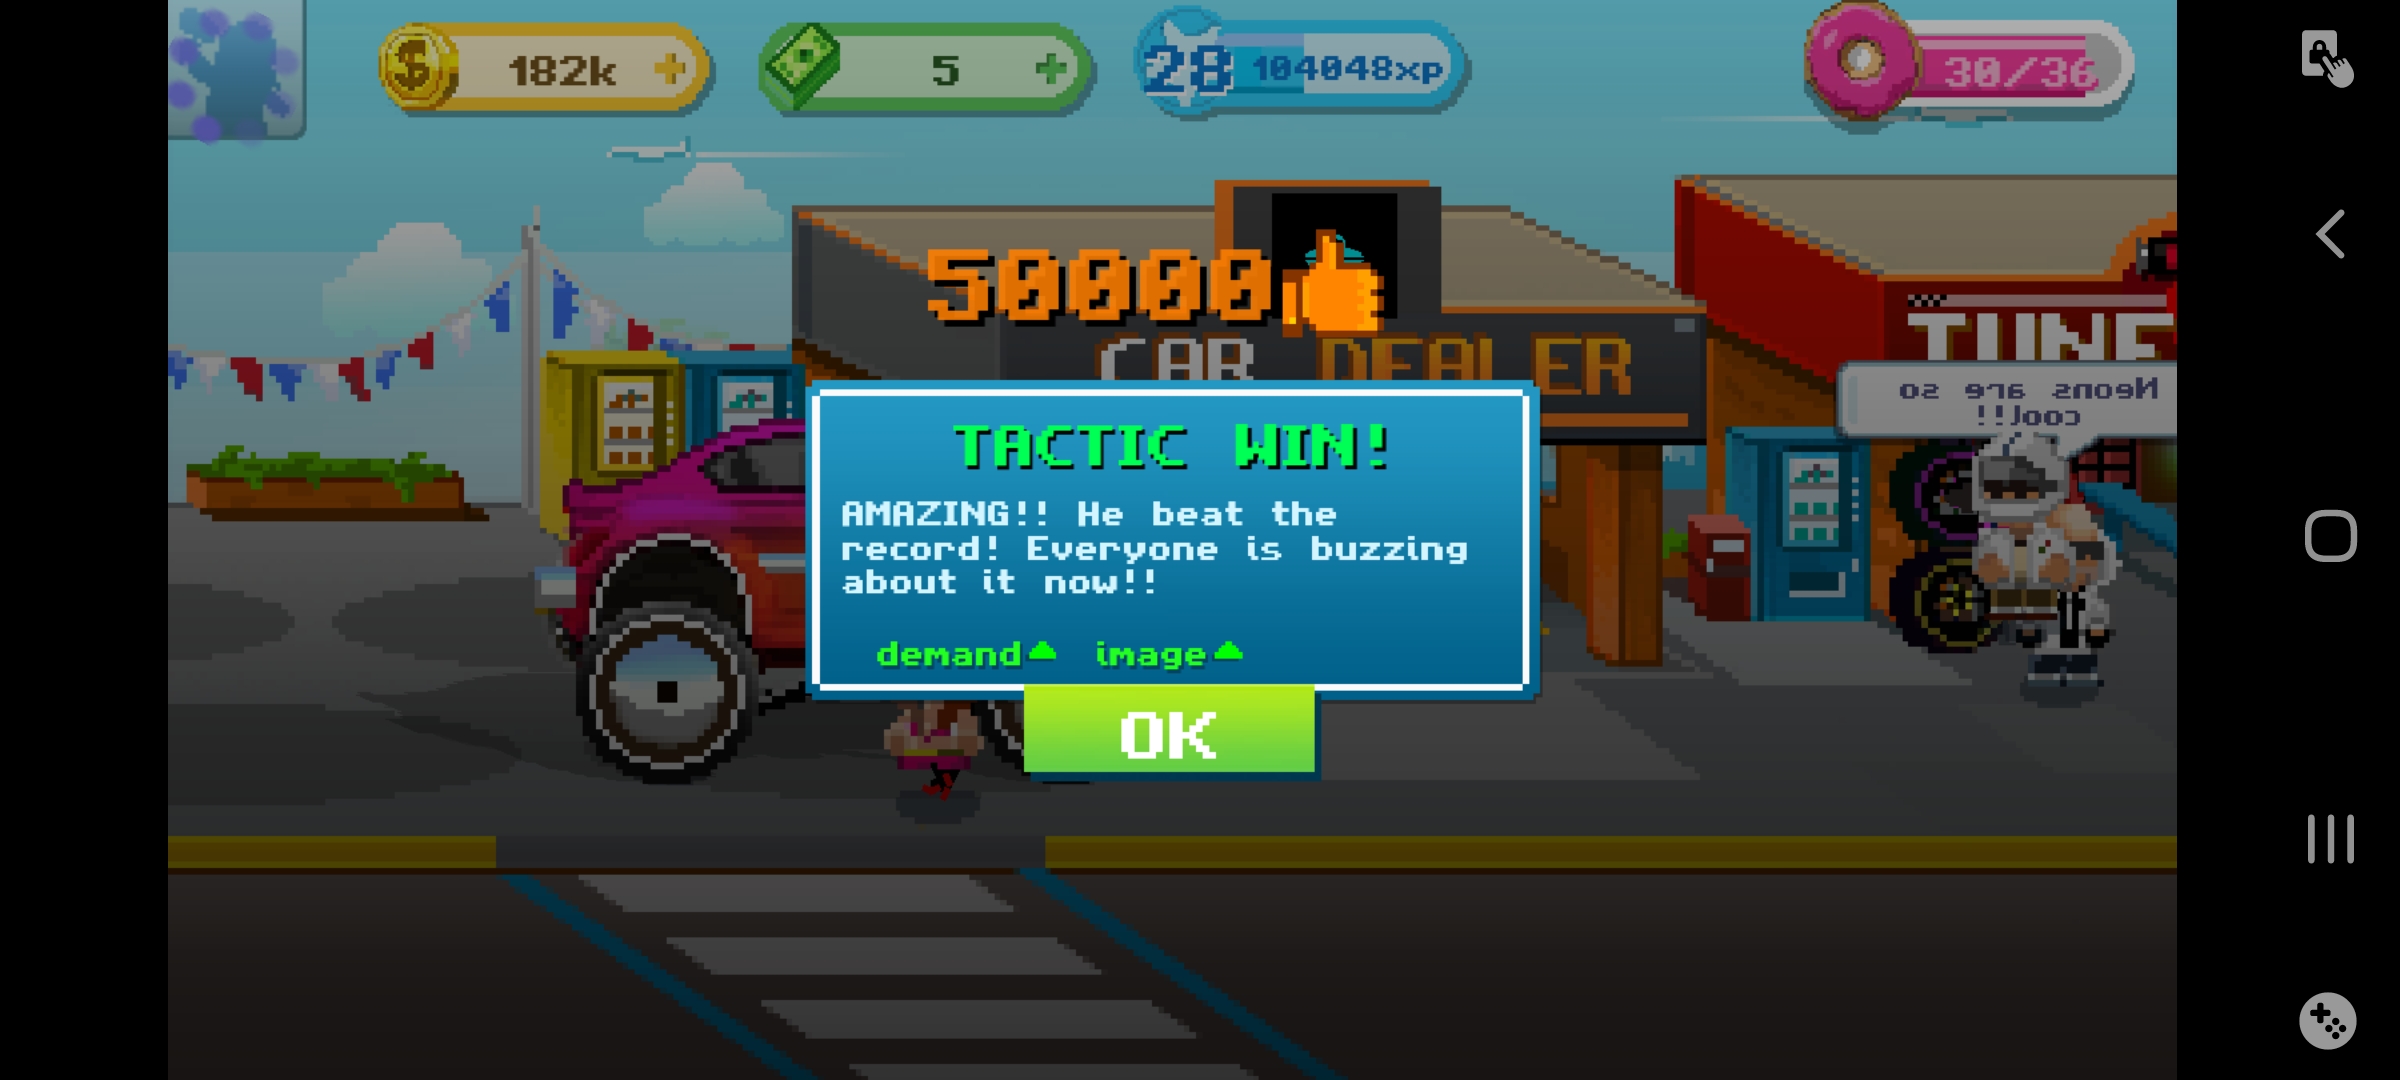 182k
5
28
104048xp
30/36
50000
CAR DEALER
TUNE
Neons are so
cool!!
TACTIC WIN!
AMAZING!! He beat the
record! Everyone is buzzing
about it now!!
demand image
OK